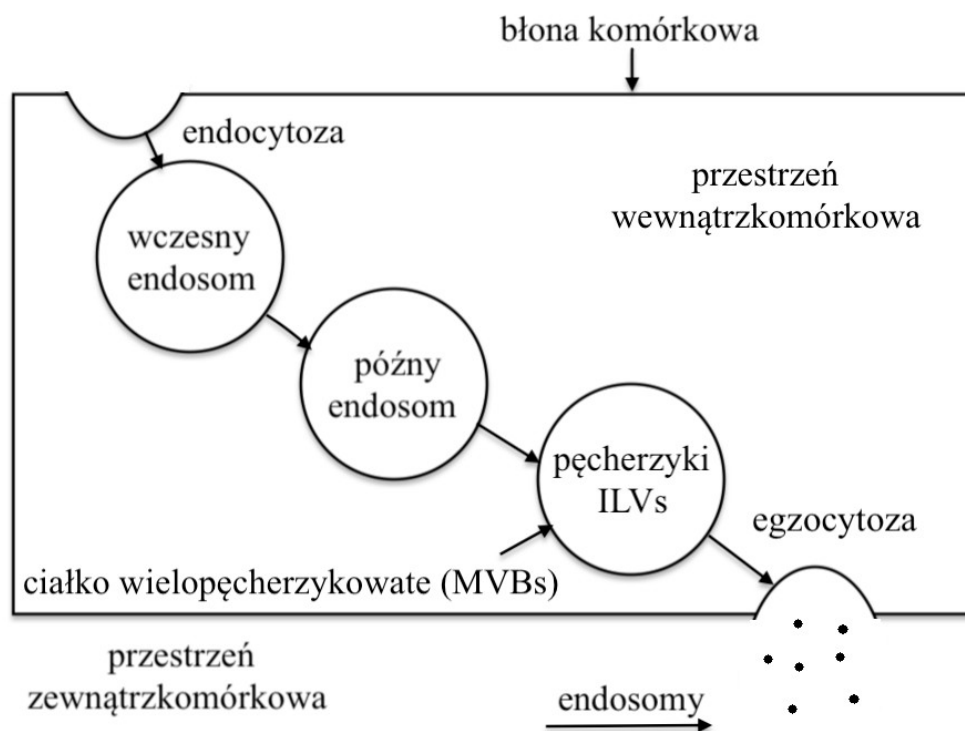 błona komórkowa
endocytoza
przestrzeń
wewnątrzkomórkowa
wczesny
endosom
późny
endosom
pęcherzyki
ILVs
egzocytoza
ciałko wielopęcherzykowate (MVBs)
przestrzeń
zewnątrzkomórkowa
endosomy